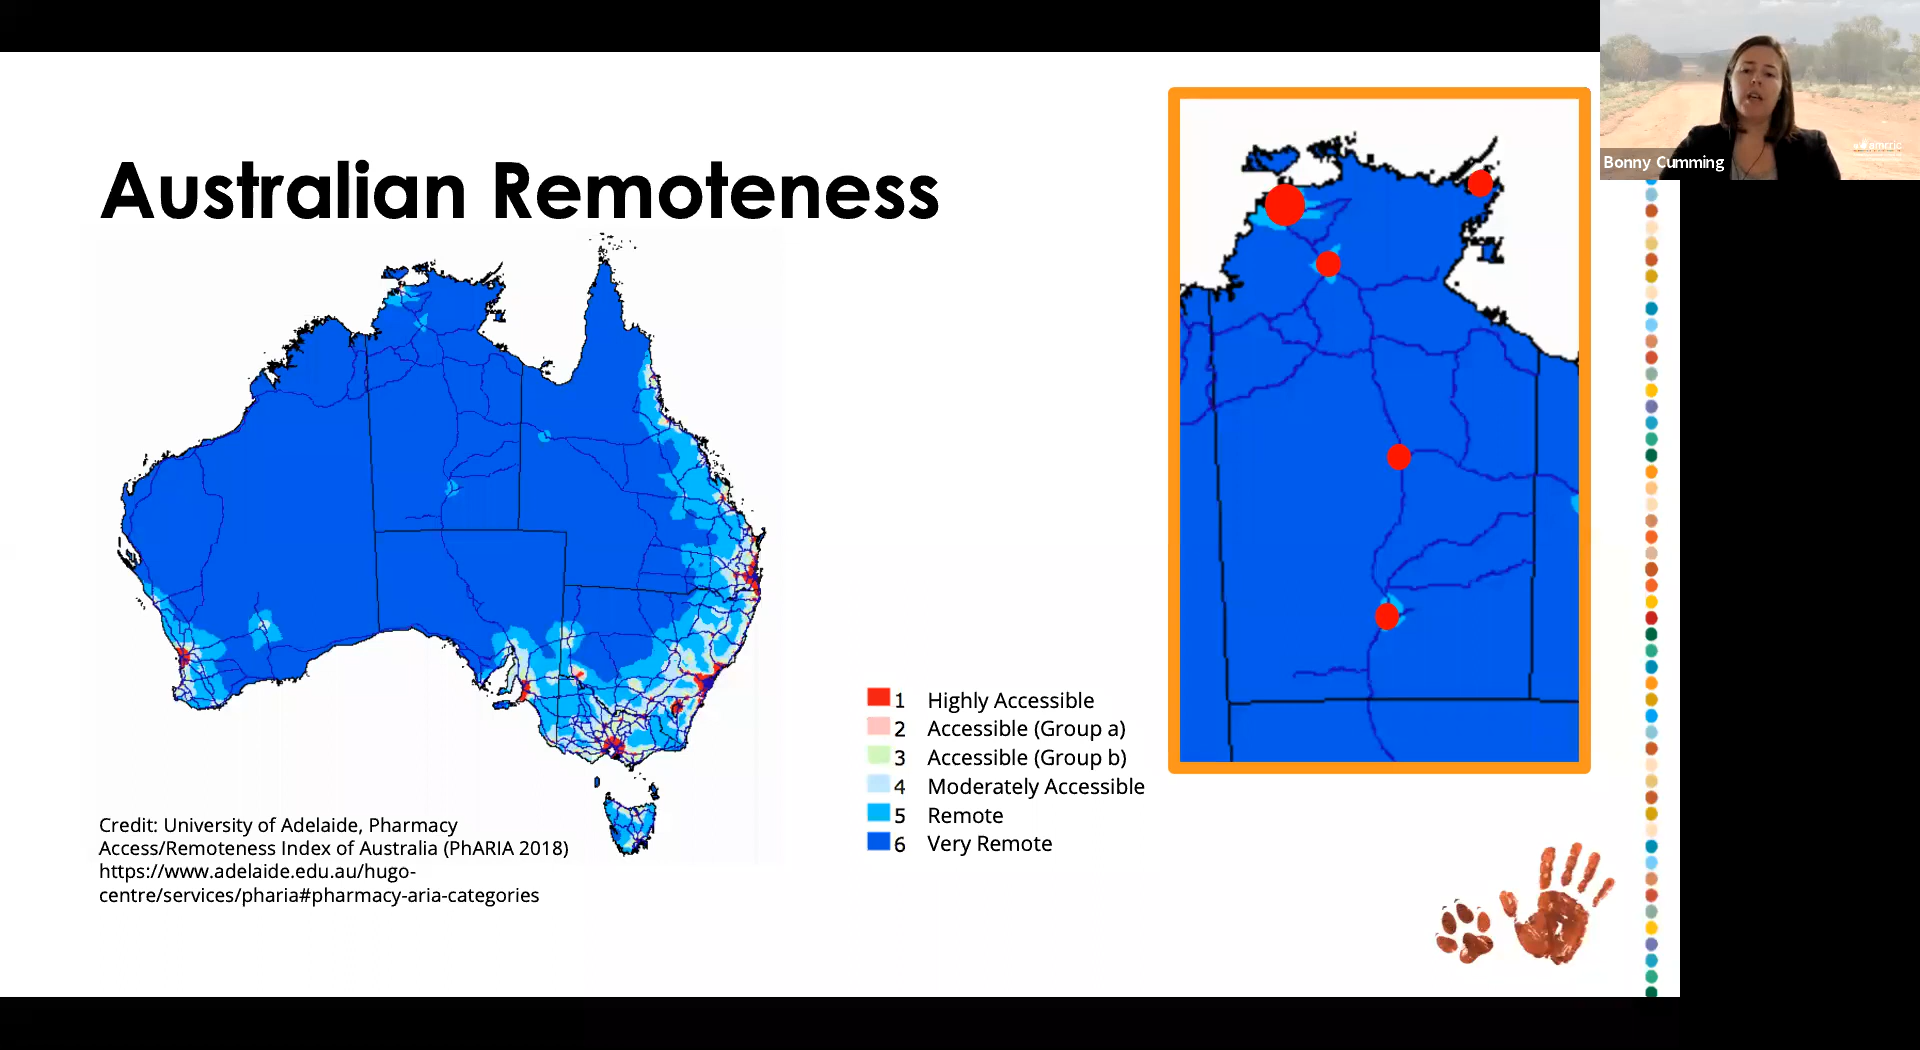 Australian Remoteness
Bonny Cumming
1 Highly Accessible
2 Accessible (Group a)
3 Accessible (Group b)
4 Moderately Accessible
5 Remote
6 Very Remote
Credit: University of Adelaide, Pharmacy
Access/Remoteness Index of Australia (PhARIA 2018)
https://www.adelaide.edu.au/hugo-
centre/services/pharia#pharmacy-aria-categories